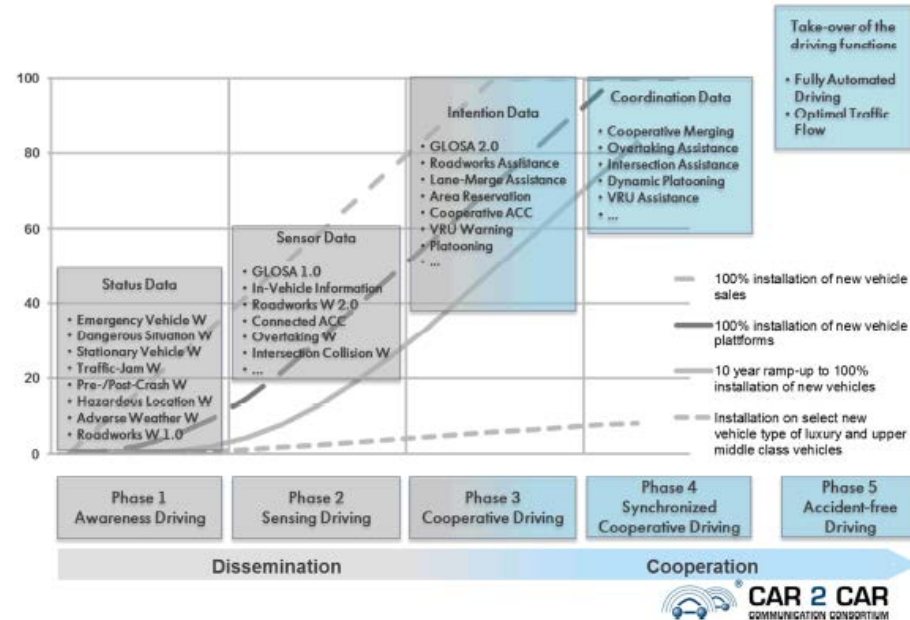 Take-over of the
driving functions
• Fully Automated
Driving
• Optimal Traffic
Flow
100
80
60
40
20
0
Coordination Data
• Cooperative Merging
• Overtaking Assistance
• Intersection Assistance
• Dynamic Platooning
• VRU Assistance
• ...
Intention Data
• GLOSA 2.0
• Roadworks Assistance
• Lane-Merge Assistance
• Area Reservation
• Cooperative ACC
• VRU Warning
• Platooning
• ...
Sensor Data
• GLOSA 1.0
• In-Vehicle Information
• Roadworks W 2.0
• Connected ACC
• Overtaking W
• Intersection Collision W
• ...
Status Data
• Emergency Vehicle W
• Dangerous Situation W
• Stationary Vehicle W
• Traffic-Jam W
• Pre-/Post-Crash W
• Hazardous Location W
• Adverse Weather W
• Roadworks W 1.0
100% installation of new vehicle
sales
100% installation of new vehicle
plattforms
10 year ramp-up to 100%
installation of new vehicles
Installation on select new
vehicle type of luxury and upper
middle class vehicles
Phase 1
Awareness Driving
Phase 2
Sensing Driving
Phase 3
Cooperative Driving
Phase 4
Synchronized
Cooperative Driving
Phase 5
Accident-free
Driving
Dissemination
Cooperation
® CAR 2 CAR
COMMUNICATION CONSORTIUM